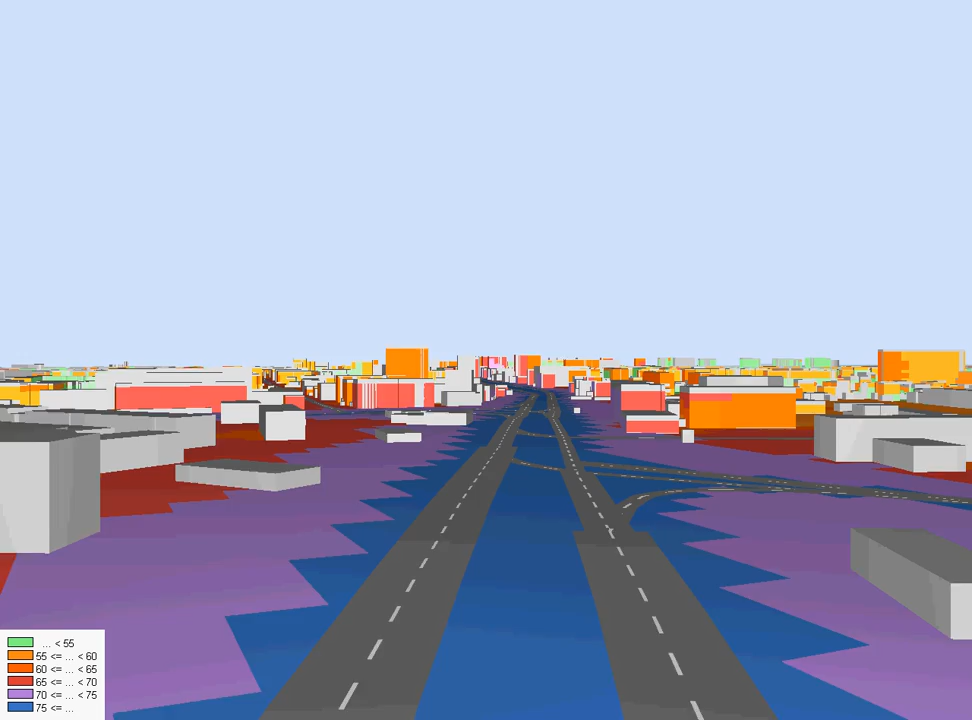 ... < 55
55 <= ... < 60
60 <= ... < 65
65 <= ... < 70
70 <= ... < 75
75 <= ...